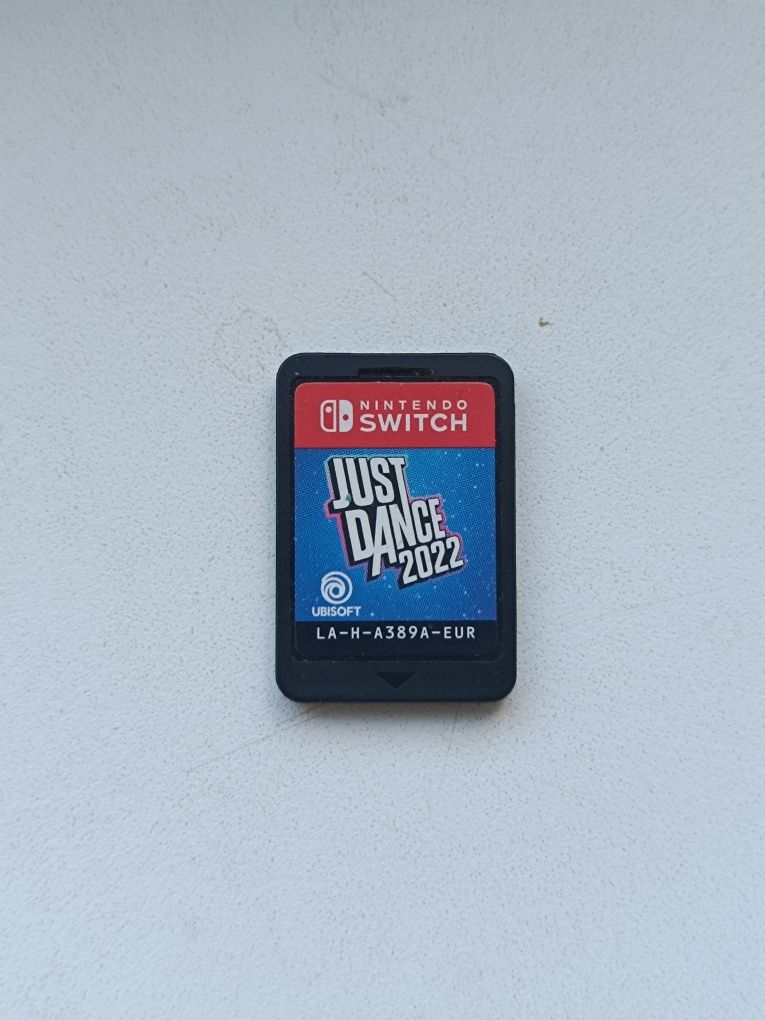 NINTENDO
SWITCH
JUST
DANCE
2022
UBISOFT
LA-H-A389A-EUR